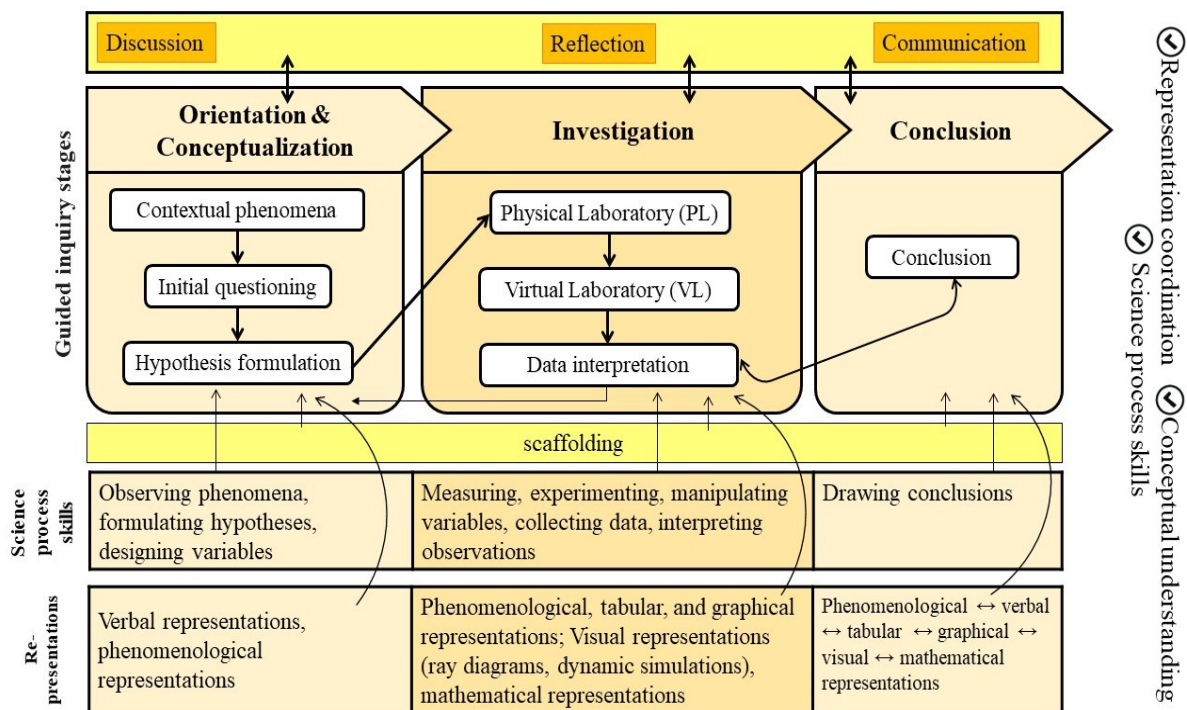 Discussion
Reflection
Communication
Guided inquiry stages
Orientation &
Conceptualization
Investigation
Conclusion
Contextual phenomena
Initial questioning
Hypothesis formulation
Physical Laboratory (PL)
Virtual Laboratory (VL)
Data interpretation
Conclusion
scaffolding
Science
process
skills
Observing phenomena,
formulating hypotheses,
designing variables
Measuring, experimenting, manipulating
variables, collecting data, interpreting
observations
Drawing conclusions
Re-
presentations
Verbal representations,
phenomenological
representations
Phenomenological, tabular, and graphical
representations; Visual representations
(ray diagrams, dynamic simulations),
mathematical representations
Phenomenological ↔ verbal
↔ tabular ↔ graphical ↔
visual ↔ mathematical
representations
Representation coordination
Conceptual understanding
Science process skills